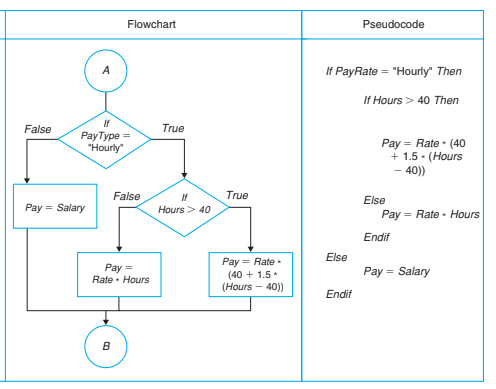 Flowchart
A
If
PayType =
"Hourly"
False
True
Pay = Salary
If
Hours > 40
False
True
Pay =
Rate * Hours
Pay = Rate *
(40 + 1.5 *
(Hours − 40))
B
Pseudocode
If PayRate = "Hourly" Then
If Hours > 40 Then
Pay = Rate * (40
+ 1.5 * (Hours
− 40))
Else
Pay = Rate * Hours
Endif
Else
Pay = Salary
Endif